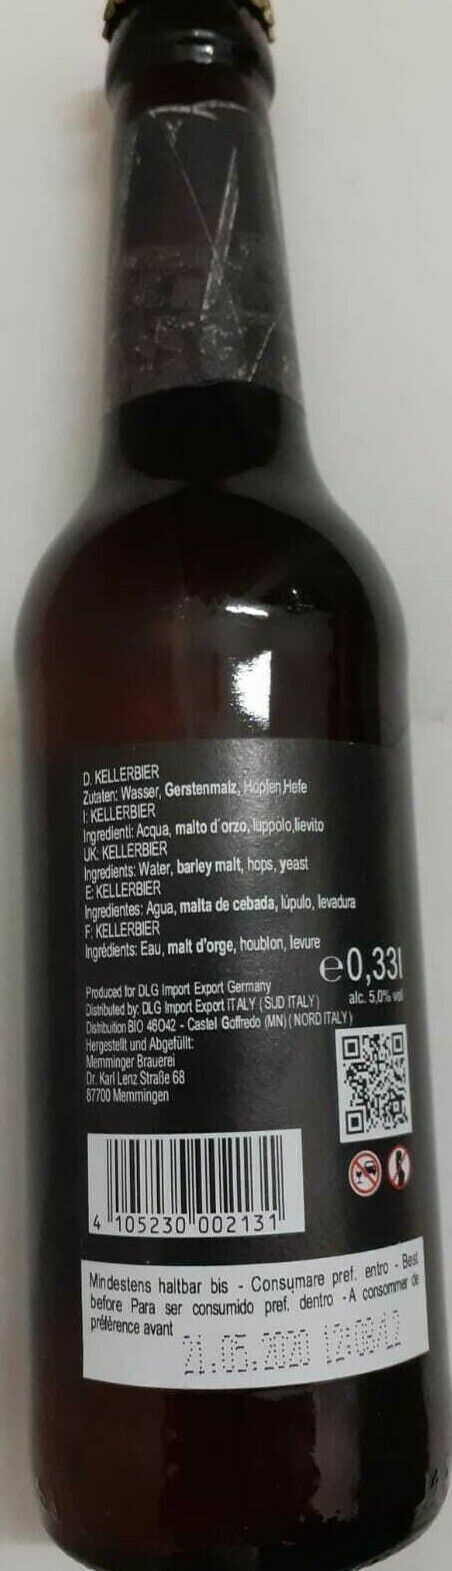 D. KELLERBIER
Zutaten: Wasser, Gerstenmalz, Hopfen,Hefe
I: KELLERBIER
Ingredienti: Acqua, malto d'orzo, luppolo,lievito
UK: KELLERBIER
Ingredients: Water, barley malt, hops, yeast
E: KELLERBIER
Ingredientes: Agua, malta de cebada, lúpulo, levadura
F: KELLERBIER
Ingrédients: Eau, malt d'orge, houblon, levure
℮0,33l
alc. 5,0% vol
Produced for DLG Import Export Germany
Distributed by: DLG Import Export ITALY ( SUD ITALY )
Distribuition BIO 46042 - Castel Goffredo (MN) ( NORD ITALY )
Hergestellt und Abgefüllt:
Memminger Brauerei
Dr. Karl Lenz Straße 68
87700 Memmingen
4 105230 002131
Mindestens haltbar bis - Consumare pref. entro - Best
before Para ser consumido pref. dentro - A consommer de
préférence avant
21.05.2020 12:08/L2